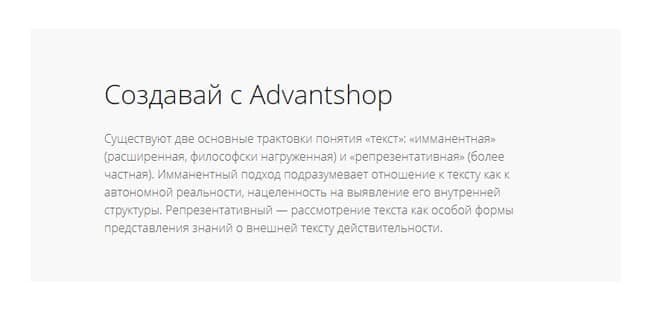 Создавай с Advantshop
Существуют две основные трактовки понятия «текст»: «имманентная»
(расширенная, философски нагруженная) и «репрезентативная» (более
частная). Имманентный подход подразумевает отношение к тексту как к
автономной реальности, нацеленность на выявление его внутренней
структуры. Репрезентативный — рассмотрение текста как особой формы
представления знаний о внешней тексту действительности.